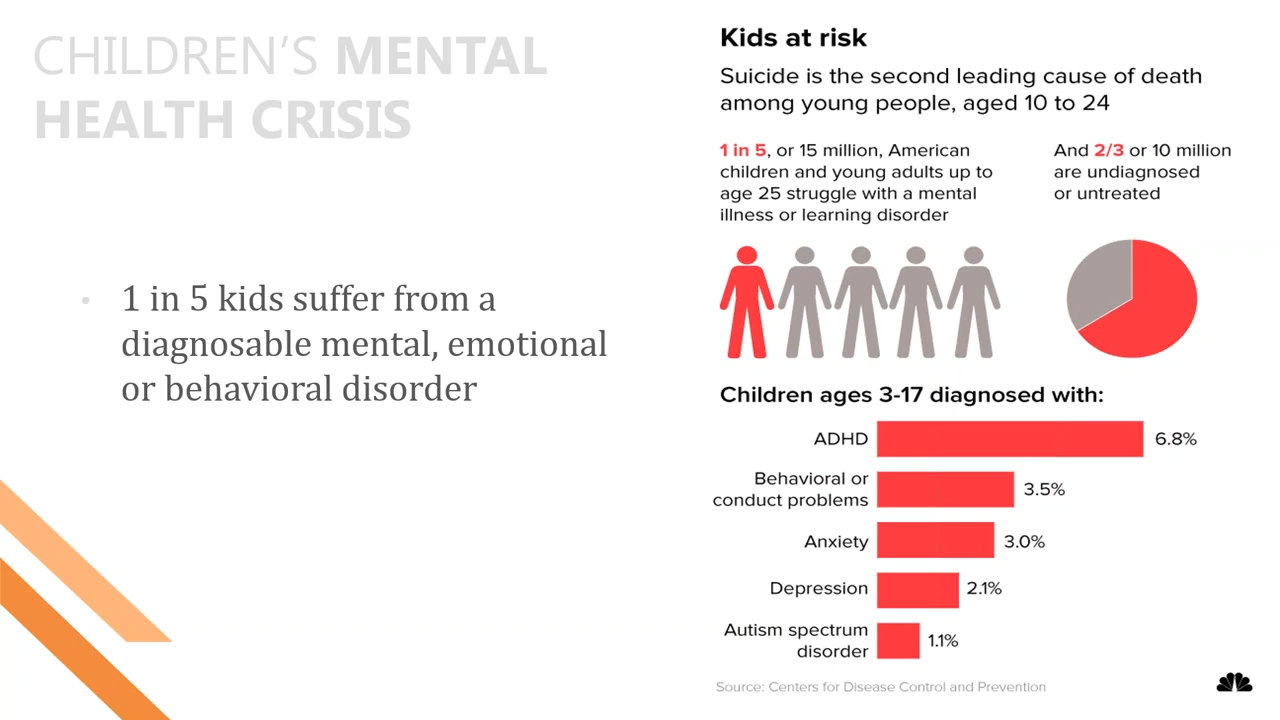 CHILDREN'S MENTAL
HEALTH CRISIS
• 1 in 5 kids suffer from a
diagnosable mental, emotional
or behavioral disorder
Kids at risk
Suicide is the second leading cause of death
among young people, aged 10 to 24
1 in 5, or 15 million, American
children and young adults up to
age 25 struggle with a mental
illness or learning disorder
And 2/3 or 10 million
are undiagnosed
or untreated
Children ages 3-17 diagnosed with:
ADHD 6.8%
Behavioral or
conduct problems 3.5%
Anxiety 3.0%
Depression 2.1%
Autism spectrum
disorder 1.1%
Source: Centers for Disease Control and Prevention